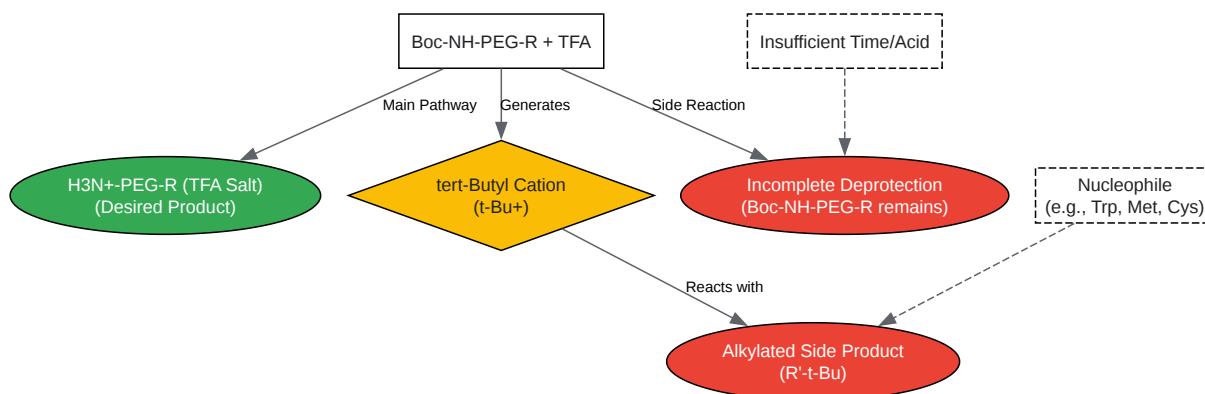 Boc-NH-PEG-R + TFA
Insufficient Time/Acid
Main Pathway
Generates
Side Reaction
H3N+-PEG-R (TFA Salt)
(Desired Product)
tert-Butyl Cation
(t-Bu+)
Incomplete Deprotection
(Boc-NH-PEG-R remains)
Nucleophile
(e.g., Trp, Met, Cys)
Reacts with
Alkylated Side Product
(R'-t-Bu)